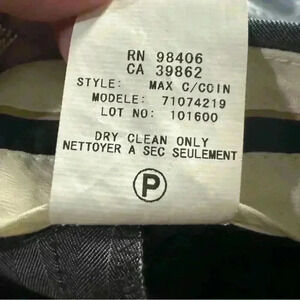 RN 98406
CA 39862
STYLE: MAX C/COIN
MODELE: 71074219
LOT NO: 101600
DRY CLEAN ONLY
NETTOYER A SEC SEULEMENT
P